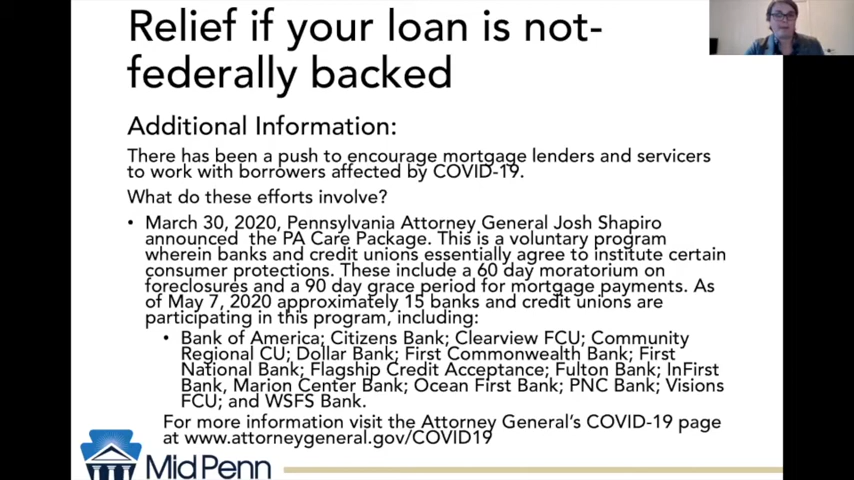 Relief if your loan is not-
federally backed
Additional Information:
There has been a push to encourage mortgage lenders and servicers
to work with borrowers affected by COVID-19.
What do these efforts involve?
• March 30, 2020, Pennsylvania Attorney General Josh Shapiro
announced the PA Care Package. This is a voluntary program
wherein banks and credit unions essentially agree to institute certain
consumer protections. These include a 60 day moratorium on
foreclosures and a 90 day grace period for mortgage payments. As
of May 7, 2020 approximately 15 banks and credit unions are
participating in this program, including:
• Bank of America; Citizens Bank; Clearview FCU; Community
Regional CU; Dollar Bank; First Commonwealth Bank; First
National Bank; Flagship Credit Acceptance; Fulton Bank; InFirst
Bank, Marion Center Bank; Ocean First Bank; PNC Bank; Visions
FCU; and WSFS Bank.
For more information visit the Attorney General's COVID-19 page
at www.attorneygeneral.gov/COVID19
MidPenn